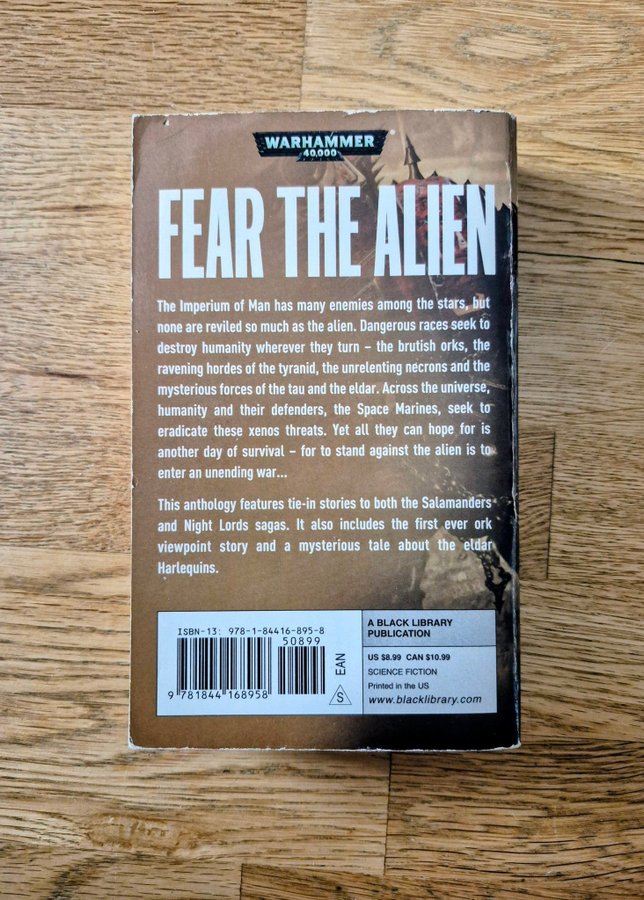 WARHAMMER®
40,000
FEAR THE ALIEN
The Imperium of Man has many enemies among the stars, but
none are reviled so much as the alien. Dangerous races seek to
destroy humanity wherever they turn – the brutish orks, the
ravening hordes of the tyranid, the unrelenting necrons and the
mysterious forces of the tau and the eldar. Across the universe,
humanity and their defenders, the Space Marines, seek to
eradicate these xenos threats. Yet all they can hope for is
another day of survival – for to stand against the alien is to
enter an unending war...
This anthology features tie-in stories to both the Salamanders
and Night Lords sagas. It also includes the first ever ork
viewpoint story and a mysterious tale about the eldar
Harlequins.
ISBN-13: 978-1-84416-895-8
50899
9 781844 168958
EAN
S
A BLACK LIBRARY
PUBLICATION
US $8.99 CAN $10.99
SCIENCE FICTION
Printed in the US
www.blacklibrary.com